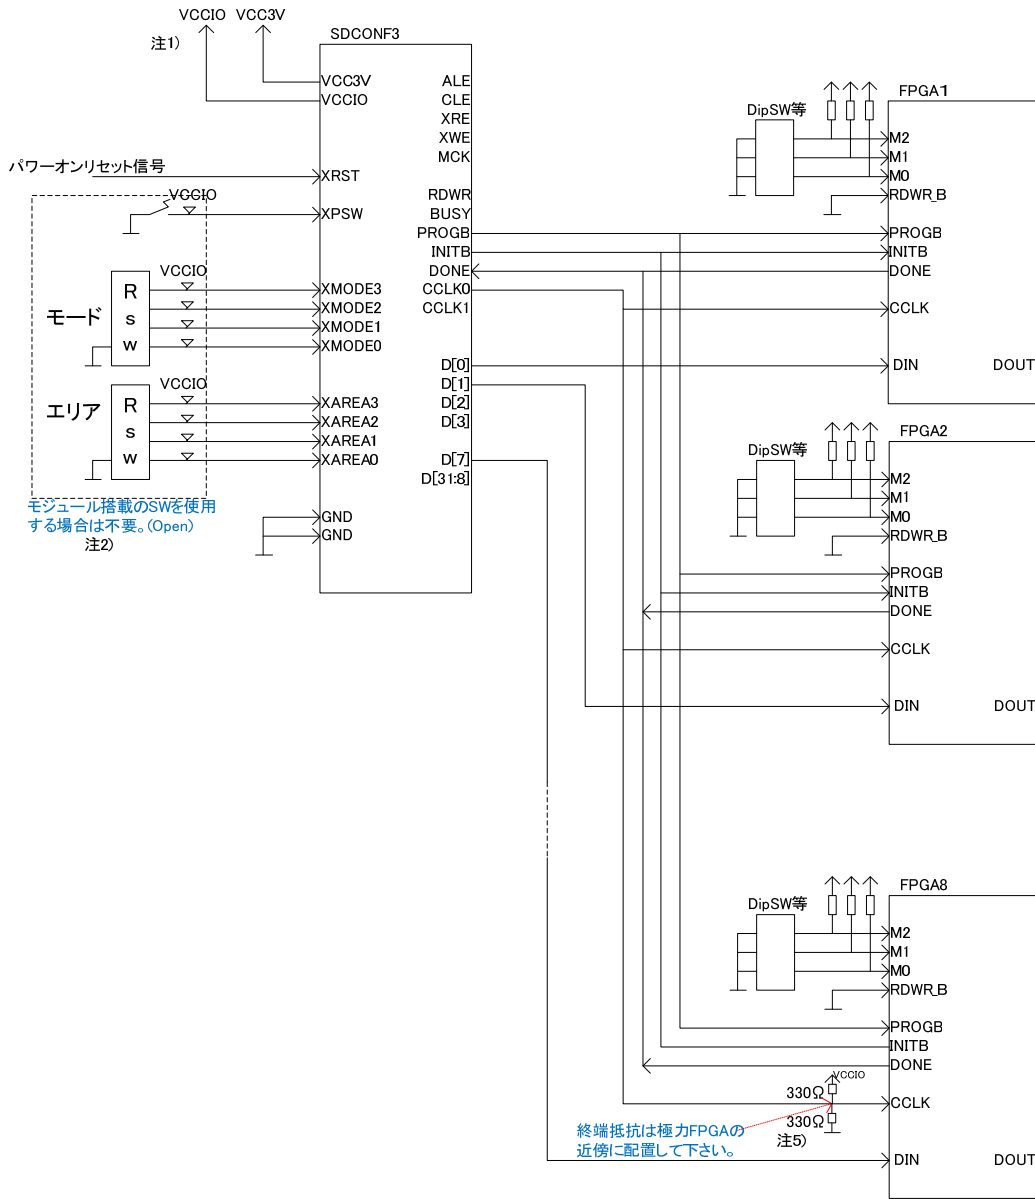 VCCIO VCC3V
注1)
SDCONF3
VCC3V
VCCIO
ALE
CLE
XRE
XWE
MCK
パワーオンリセット信号
XRST
VCCIO
XPSW
RDWR
BUSY
PROGB
INITB
DONE
CCLK0
CCLK1
VCCIO
モード
R
s
w
XMODE3
XMODE2
XMODE1
XMODE0
VCCIO
エリア
R
s
w
XAREA3
XAREA2
XAREA1
XAREA0
D[0]
D[1]
D[2]
D[3]
D[7]
D[31:8]
モジュール搭載のSWを使用
する場合は不要。(Open)
注2)
GND
GND
FPGA1
DipSW等
M2
M1
M0
RDWR_B
PROGB
INITB
DONE
CCLK
DIN
DOUT
FPGA2
DipSW等
M2
M1
M0
RDWR_B
PROGB
INITB
DONE
CCLK
DIN
DOUT
FPGA8
DipSW等
M2
M1
M0
RDWR_B
PROGB
INITB
DONE
VCCIO
330Ω
CCLK
330Ω
注5)
終端抵抗は極力FPGAの
近傍に配置して下さい。
DIN
DOUT